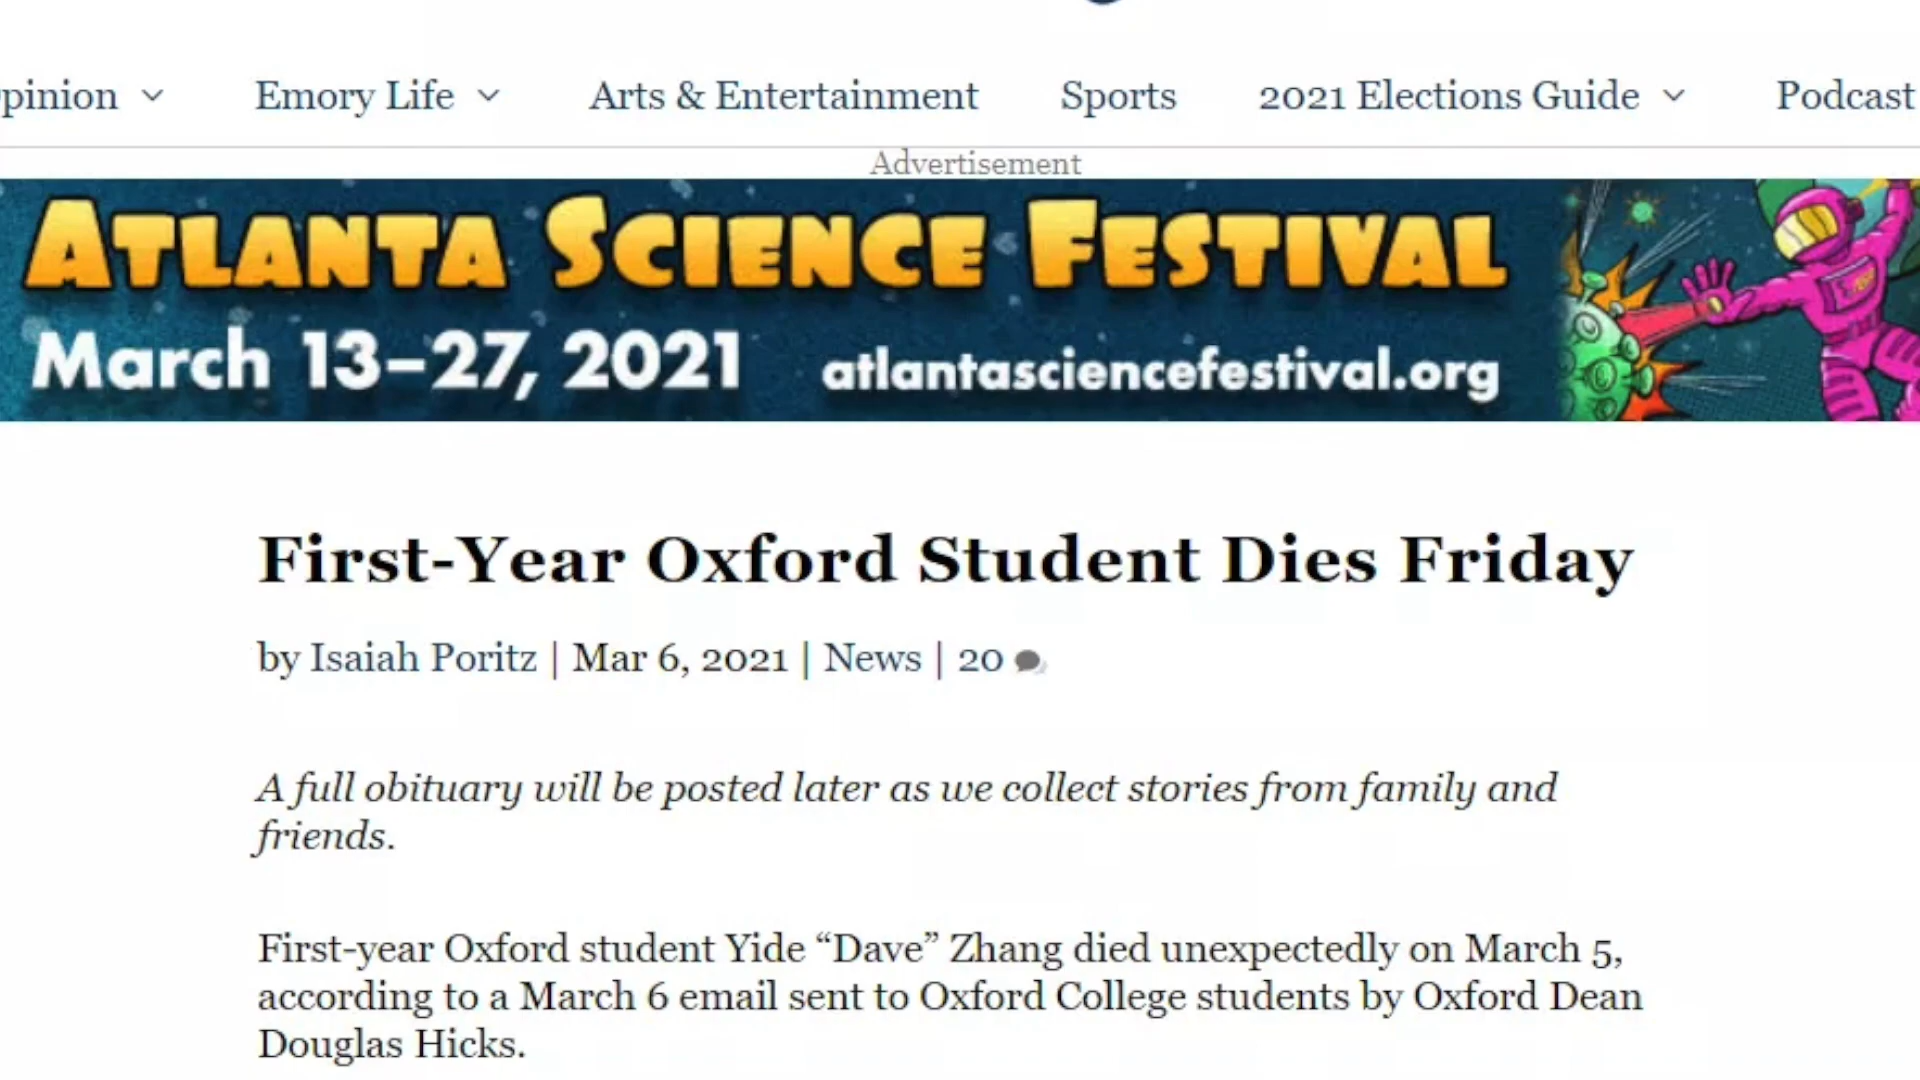 pinion
Emory Life
Arts & Entertainment
Sports
2021 Elections Guide
Podcast
Advertisement
ATLANTA SCIENCE FESTIVAL
March 13–27, 2021 atlantasciencefestival.org
First-Year Oxford Student Dies Friday
by Isaiah Poritz | Mar 6, 2021 | News | 20
A full obituary will be posted later as we collect stories from family and
friends.
First-year Oxford student Yide “Dave” Zhang died unexpectedly on March 5,
according to a March 6 email sent to Oxford College students by Oxford Dean
Douglas Hicks.